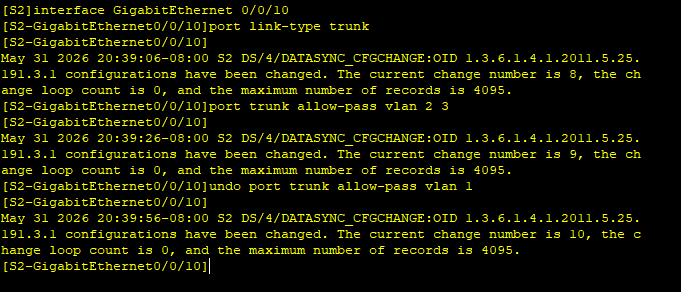 [S2]interface GigabitEthernet 0/0/10
[S2-GigabitEthernet0/0/10]port link-type trunk
[S2-GigabitEthernet0/0/10]
May 31 2026 20:39:06-08:00 S2 DS/4/DATASYNC_CFGCHANGE:OID 1.3.6.1.4.1.2011.5.25.
191.3.1 configurations have been changed. The current change number is 8, the ch
ange loop count is 0, and the maximum number of records is 4095.
[S2-GigabitEthernet0/0/10]port trunk allow-pass vlan 2 3
[S2-GigabitEthernet0/0/10]
May 31 2026 20:39:26-08:00 S2 DS/4/DATASYNC_CFGCHANGE:OID 1.3.6.1.4.1.2011.5.25.
191.3.1 configurations have been changed. The current change number is 9, the ch
ange loop count is 0, and the maximum number of records is 4095.
[S2-GigabitEthernet0/0/10]undo port trunk allow-pass vlan 1
[S2-GigabitEthernet0/0/10]
May 31 2026 20:39:56-08:00 S2 DS/4/DATASYNC_CFGCHANGE:OID 1.3.6.1.4.1.2011.5.25.
191.3.1 configurations have been changed. The current change number is 10, the c
hange loop count is 0, and the maximum number of records is 4095.
[S2-GigabitEthernet0/0/10]